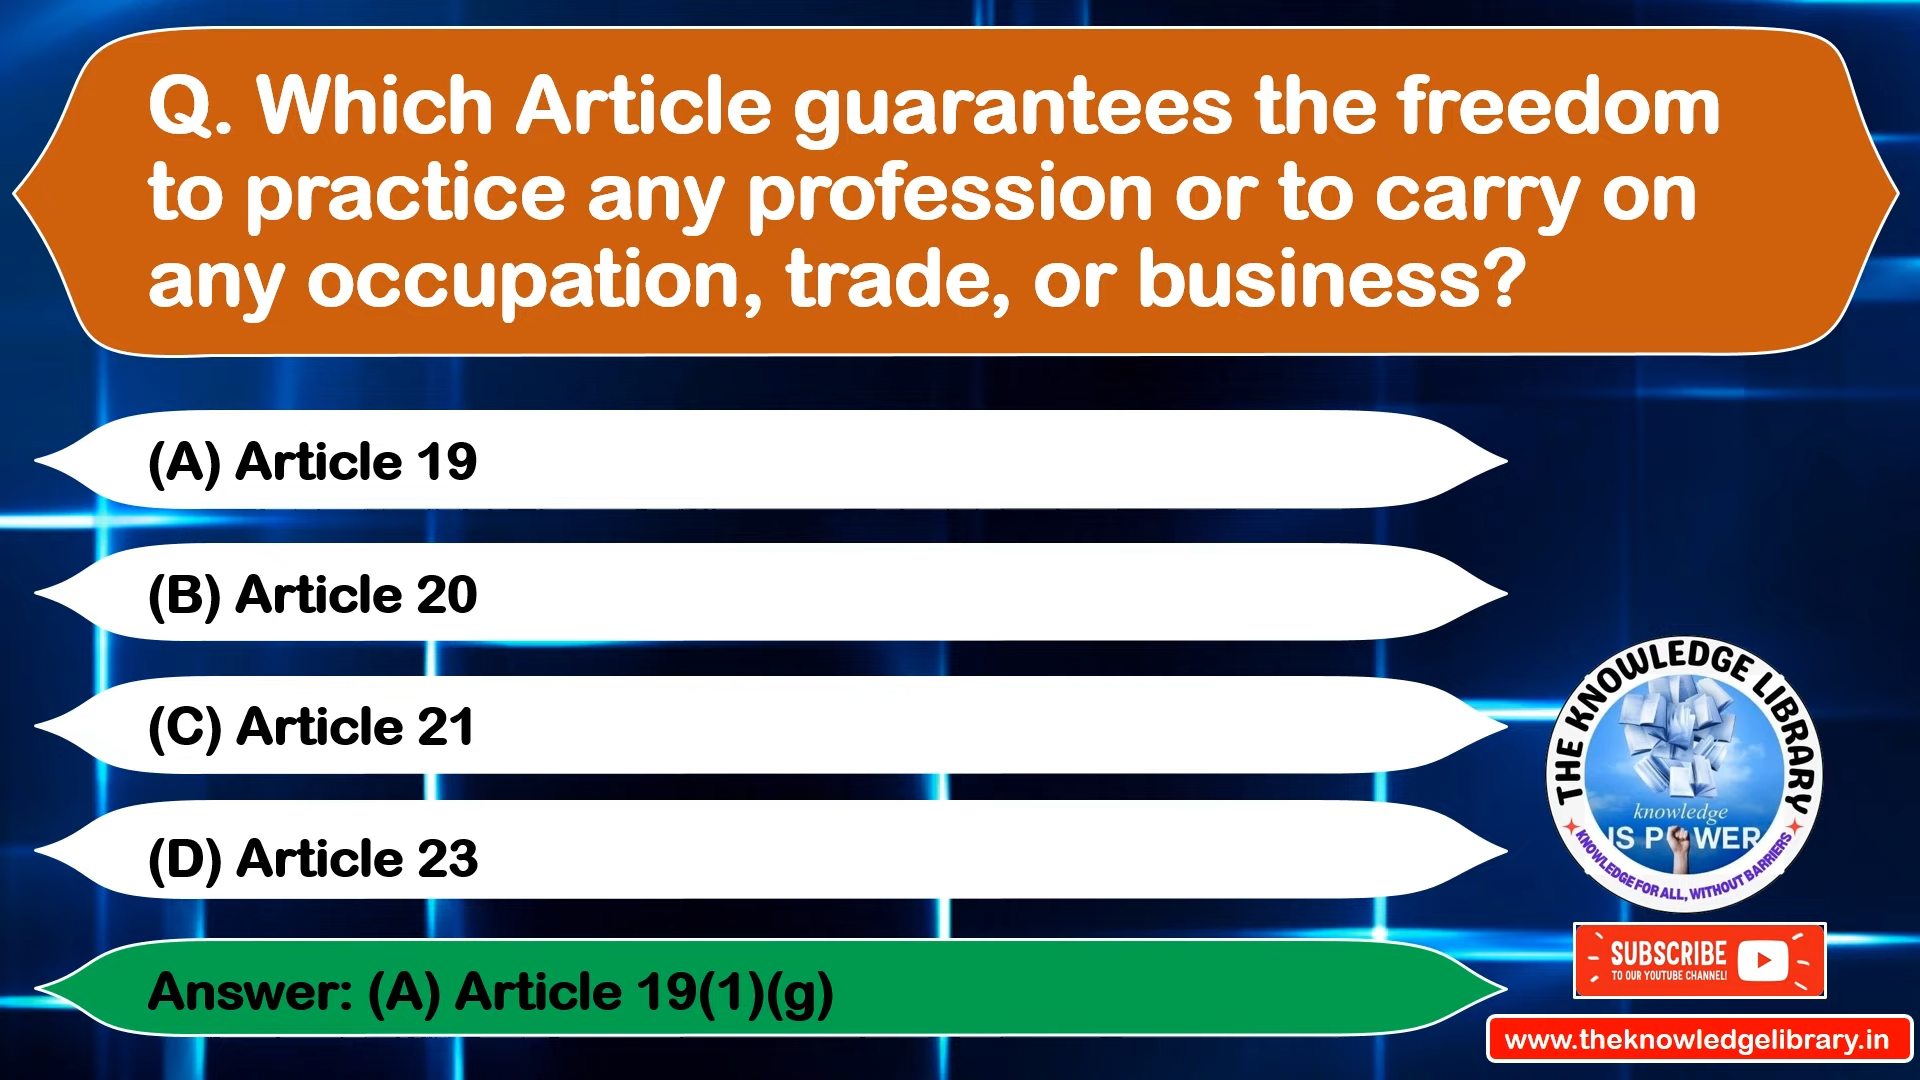 Q. Which Article guarantees the freedom
to practice any profession or to carry on
any occupation, trade, or business?
(A) Article 19
(B) Article 20
(C) Article 21
(D) Article 23
Answer: (A) Article 19(1)(g)
THE KNOWLEDGE LIBRARY
knowledge
IS POWER
KNOWLEDGE FOR ALL, WITHOUT BARRIERS
SUBSCRIBE
TO OUR YOUTUBE CHANNEL!
www.theknowledgelibrary.in